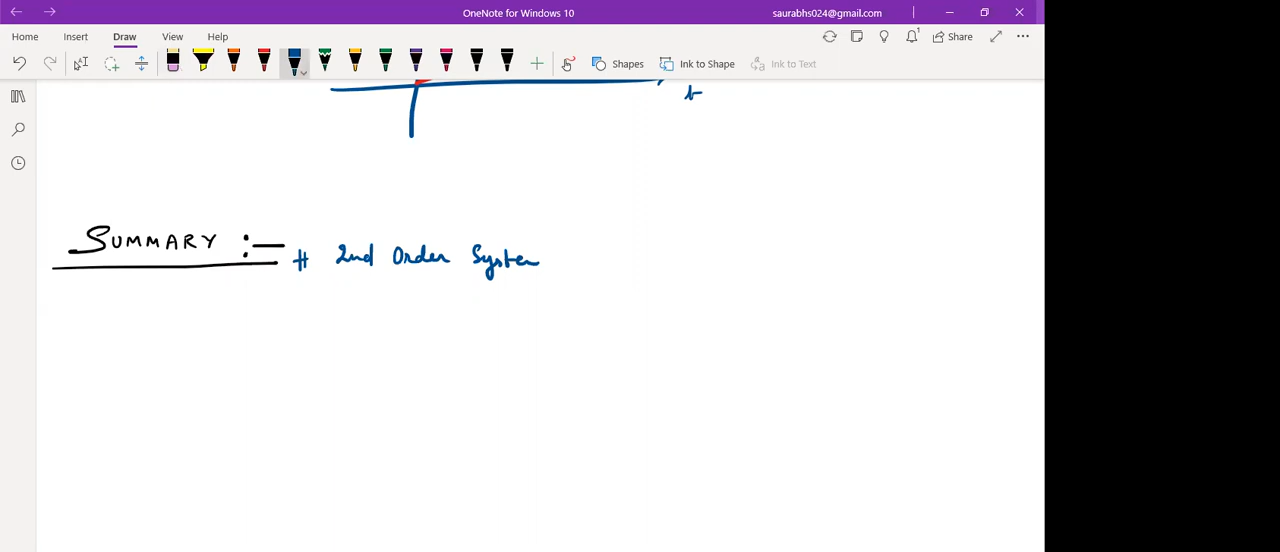 OneNote for Windows 10
saurabhs024@gmail.com
Home Insert Draw View Help
1
Share
Shapes
Ink to Shape
Ink to Text
t
SUMMARY :-
# 2nd Order System